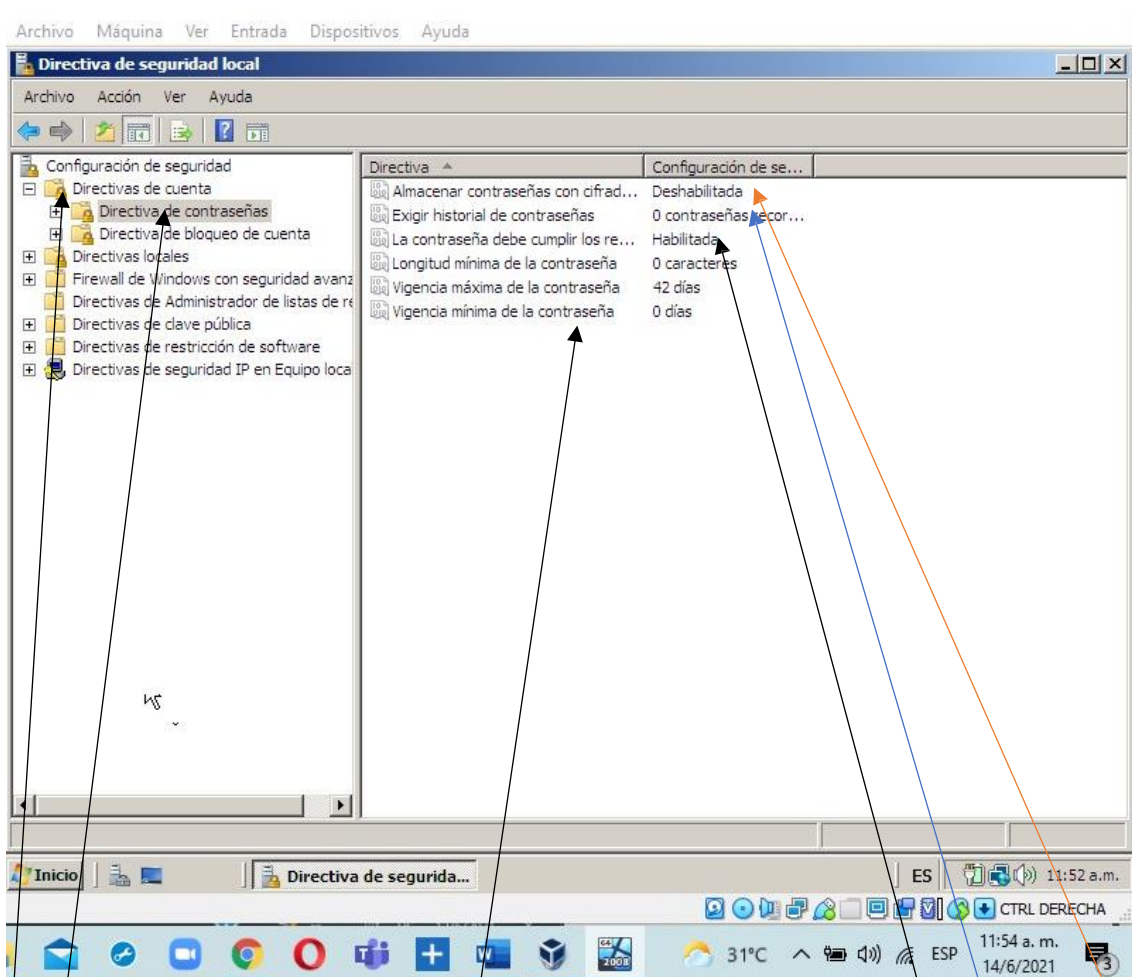 Archivo Máquina Ver Entrada Dispositivos Ayuda
Directiva de seguridad local
Archivo Acción Ver Ayuda
Configuración de seguridad
Directivas de cuenta
Directiva de contraseñas
Directiva de bloqueo de cuenta
Directivas locales
Firewall de Windows con seguridad avanz
Directivas de Administrador de listas de re
Directivas de clave pública
Directivas de restricción de software
Directivas de seguridad IP en Equipo loca
Directiva Configuración de se...
Almacenar contraseñas con cifrad... Deshabilitada
Exigir historial de contraseñas 0 contraseñas recor...
La contraseña debe cumplir los re... Habilitada
Longitud mínima de la contraseña 0 caracteres
Vigencia máxima de la contraseña 42 días
Vigencia mínima de la contraseña 0 días
Inicio Directiva de segurida... ES 11:52 a.m.
CTRL DERECHA
64
2008
31°C ESP 11:54 a. m.
14/6/2021
3